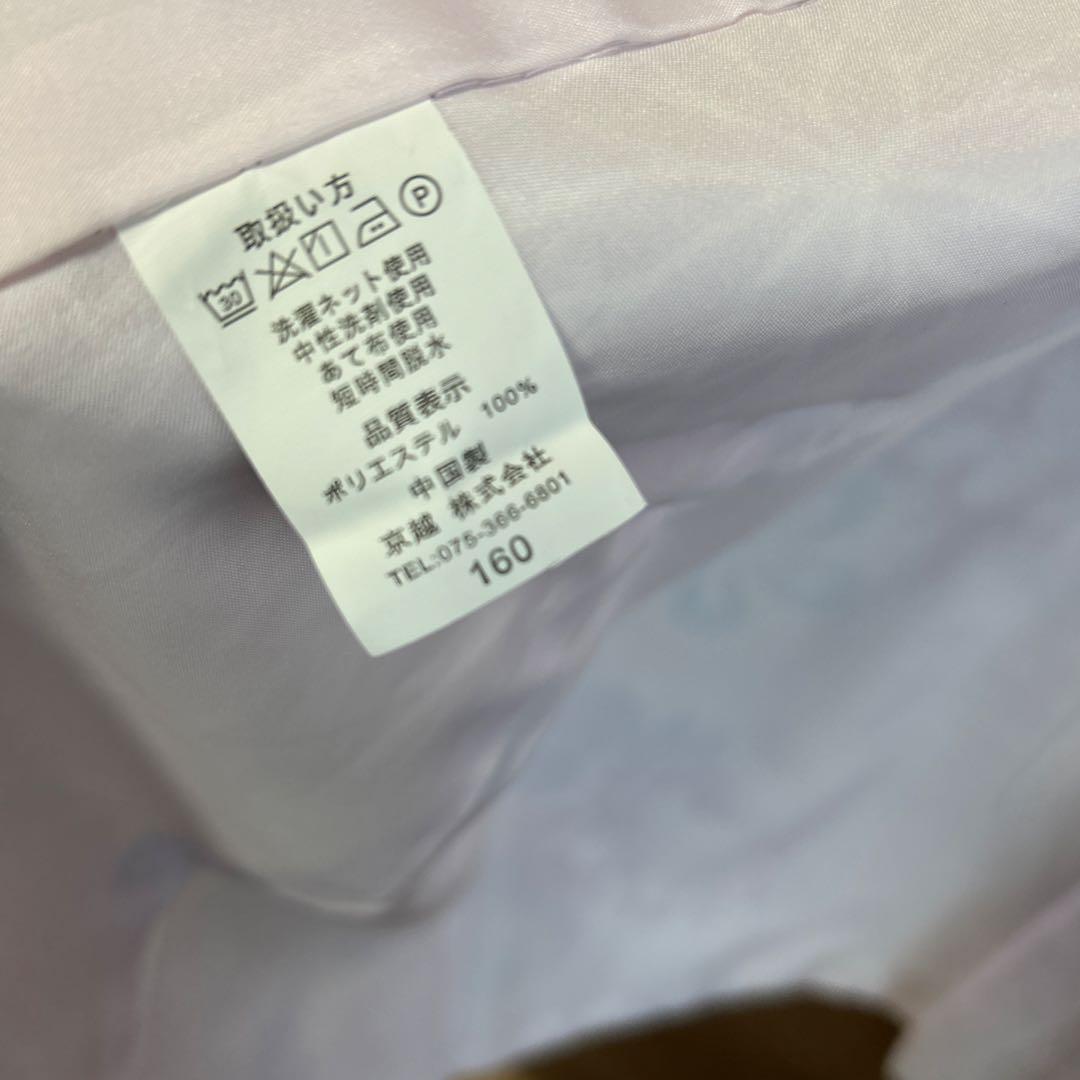 取扱い方
30 P
洗濯ネット使用
中性洗剤使用
あて布使用
短時間脱水
品質表示
ポリエステル 100%
中国製
京越 株式会社
TEL:075-366-6801
160